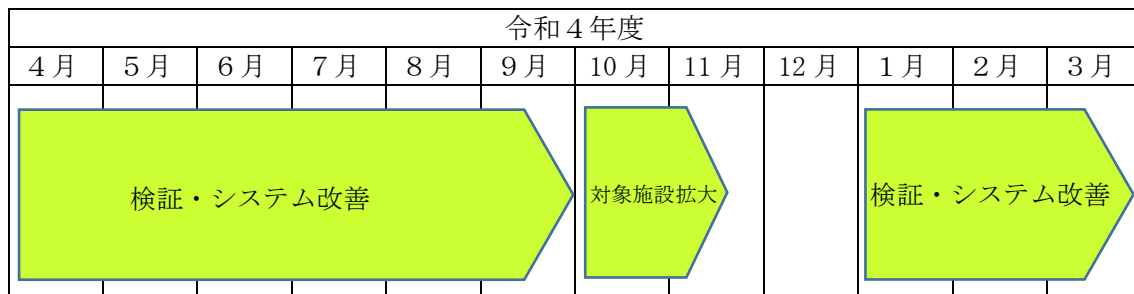 令和４年度
４月 ５月 ６月 ７月 ８月 ９月 10 月 11 月 12 月 １月 ２月 ３月
検証・システム改善 対象施設拡大 検証・システム改善